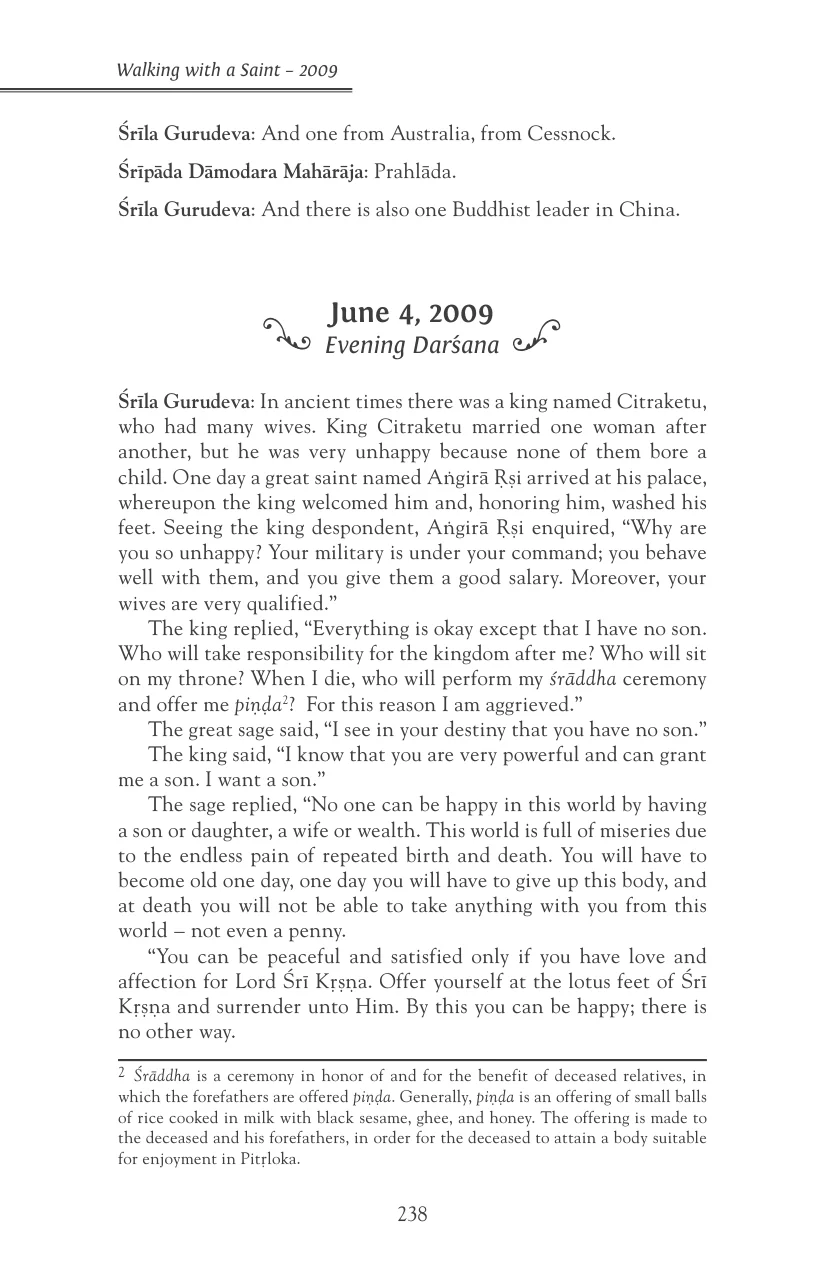 Walking with a Saint – 2009
Śrīla Gurudeva: And one from Australia, from Cessnock.
Śrīpāda Dāmodara Mahārāja: Prahlāda.
Śrīla Gurudeva: And there is also one Buddhist leader in China.
June 4, 2009
Evening Darśana
Śrīla Gurudeva: In ancient times there was a king named Citraketu,
who had many wives. King Citraketu married one woman after
another, but he was very unhappy because none of them bore a
child. One day a great saint named Aṅgirā Ṛṣi arrived at his palace,
whereupon the king welcomed him and, honoring him, washed his
feet. Seeing the king despondent, Aṅgirā Ṛṣi enquired, “Why are
you so unhappy? Your military is under your command; you behave
well with them, and you give them a good salary. Moreover, your
wives are very qualified.”
The king replied, “Everything is okay except that I have no son.
Who will take responsibility for the kingdom after me? Who will sit
on my throne? When I die, who will perform my śrāddha ceremony
and offer me piṇḍa²? For this reason I am aggrieved.”
The great sage said, “I see in your destiny that you have no son.”
The king said, “I know that you are very powerful and can grant
me a son. I want a son.”
The sage replied, “No one can be happy in this world by having
a son or daughter, a wife or wealth. This world is full of miseries due
to the endless pain of repeated birth and death. You will have to
become old one day, one day you will have to give up this body, and
at death you will not be able to take anything with you from this
world – not even a penny.
“You can be peaceful and satisfied only if you have love and
affection for Lord Śrī Kṛṣṇa. Offer yourself at the lotus feet of Śrī
Kṛṣṇa and surrender unto Him. By this you can be happy; there is
no other way.
2 Śrāddha is a ceremony in honor of and for the benefit of deceased relatives, in
which the forefathers are offered piṇḍa. Generally, piṇḍa is an offering of small balls
of rice cooked in milk with black sesame, ghee, and honey. The offering is made to
the deceased and his forefathers, in order for the deceased to attain a body suitable
for enjoyment in Pitṛloka.
238